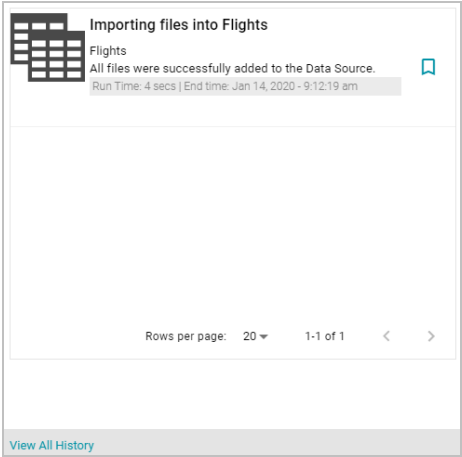 Importing files into Flights
Flights
All files were successfully added to the Data Source.
Run Time: 4 secs | End time: Jan 14, 2020 - 9:12:19 am
Rows per page: 20 1-1 of 1
View All History